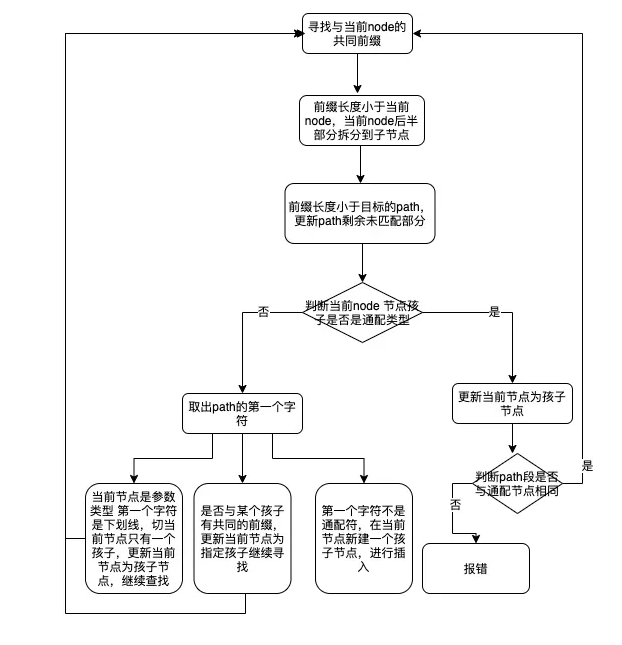 寻找与当前node的
共同前缀
前缀长度小于当前
node，当前node后半
部分拆分到子节点
前缀长度小于目标的path，
更新path剩余未匹配部分
判断当前node 节点孩
子是否是通配类型
否
是
取出path的第一个字
符
更新当前节点为孩子
节点
判断path段是否
与通配节点相同
是
否
当前节点是参数
类型 第一个字符
是下划线，切当
前节点只有一个
孩子，更新当前
节点为孩子节
点，继续查找
是否与某个孩子
有共同的前缀，
更新当前节点为
指定孩子继续寻
找
第一个字符不是
通配符，在当前
节点新建一个孩
子节点，进行插
入
报错